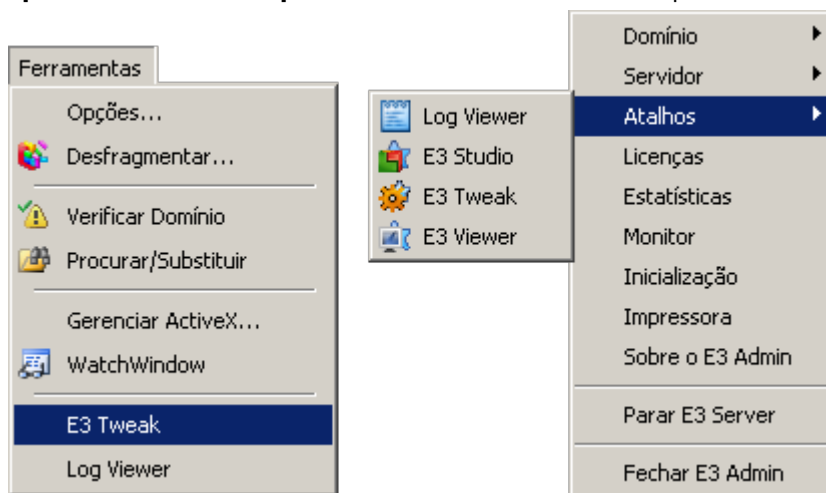 Ferramentas
Opções...
Desfragmentar...
Verificar Domínio
Procurar/Substituir
Gerenciar ActiveX...
WatchWindow
E3 Tweak
Log Viewer
Log Viewer
E3 Studio
E3 Tweak
E3 Viewer
Domínio
Servidor
Atalhos
Licenças
Estatísticas
Monitor
Inicialização
Impressora
Sobre o E3 Admin
Parar E3 Server
Fechar E3 Admin